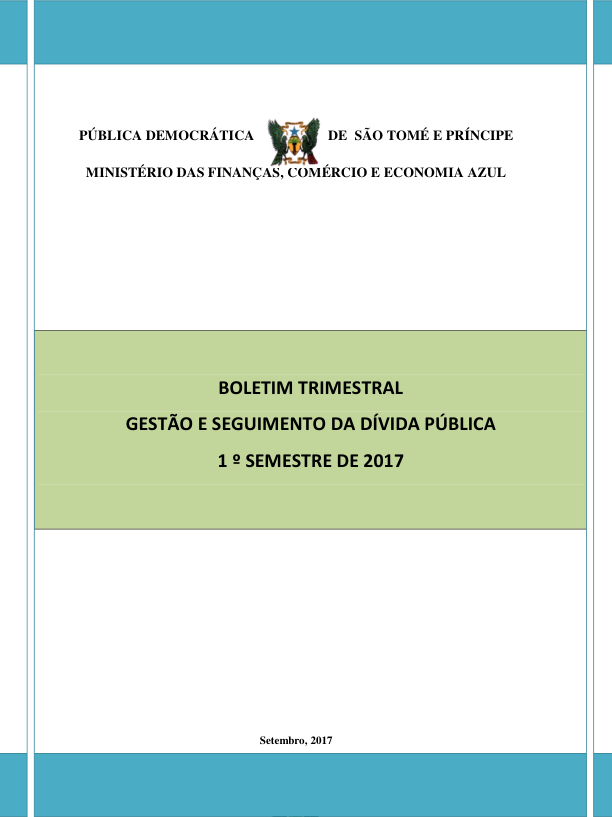 PÚBLICA DEMOCRÁTICA DE SÃO TOMÉ E PRÍNCIPE
MINISTÉRIO DAS FINANÇAS, COMÉRCIO E ECONOMIA AZUL
BOLETIM TRIMESTRAL
GESTÃO E SEGUIMENTO DA DÍVIDA PÚBLICA
1 º SEMESTRE DE 2017
Setembro, 2017